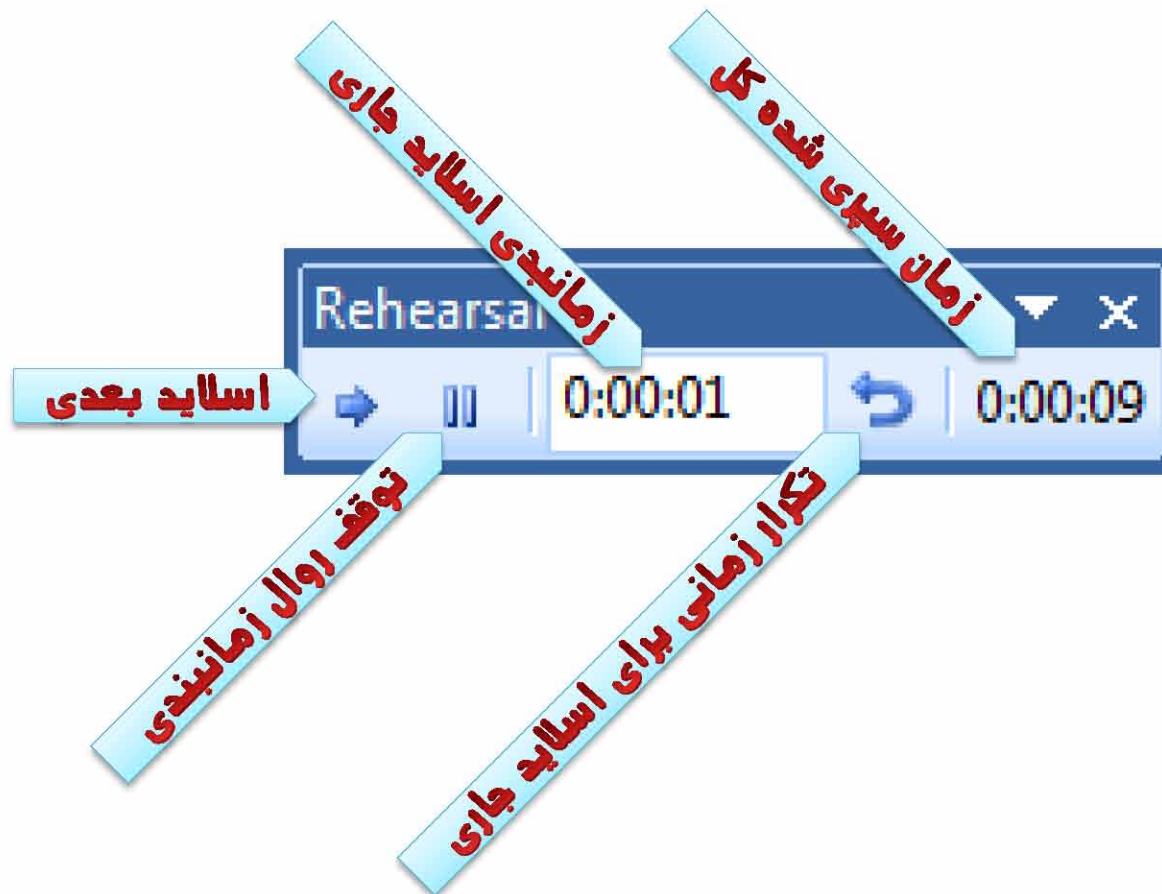 زمانبدی اسلاید جاری
زمان سپری شده کل
Rehearsal
اسلاید بعدی
0:00:01
0:00:09
توقف روال زمانبندی
تکرار زمانی برای اسلاید جاری